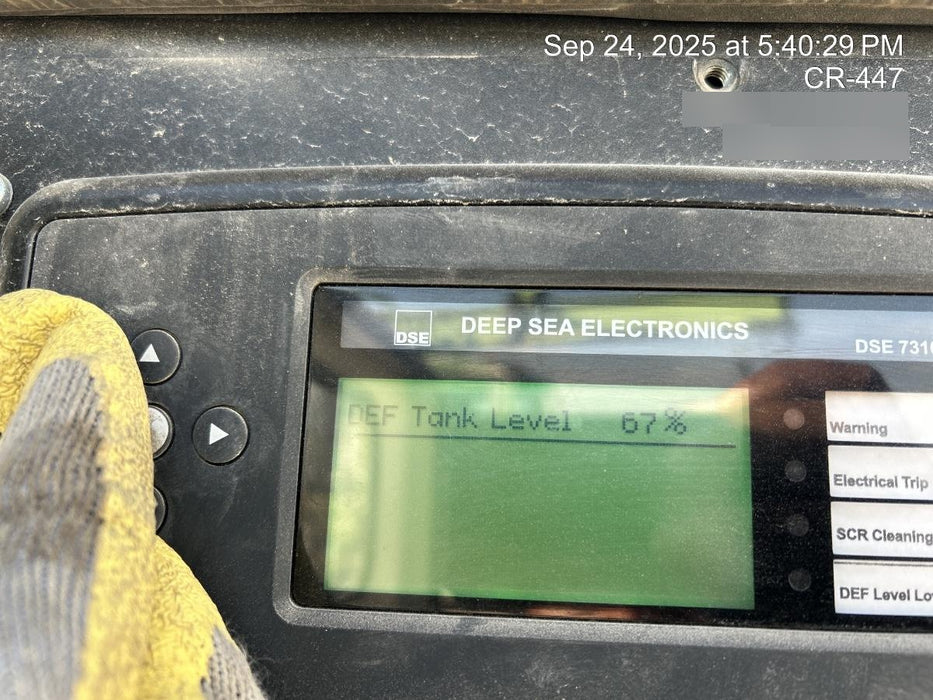 Sep 24, 2025 at 5:40:29 PM
CR-447
DSE
DEEP SEA ELECTRONICS
DSE 731
DEF Tank Level 67%
Warning
Electrical Trip
SCR Cleaning
DEF Level Lo